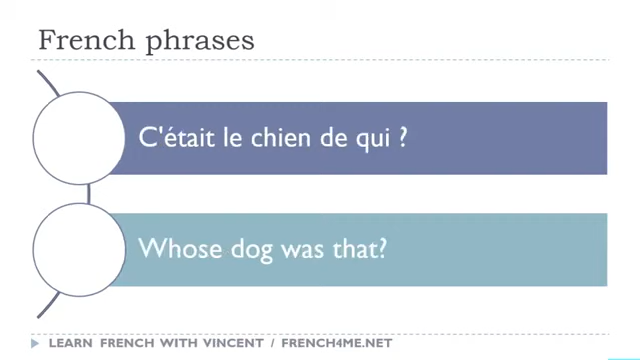 French phrases
C'était le chien de qui ?
Whose dog was that?
LEARN FRENCH WITH VINCENT / FRENCH4ME.NET